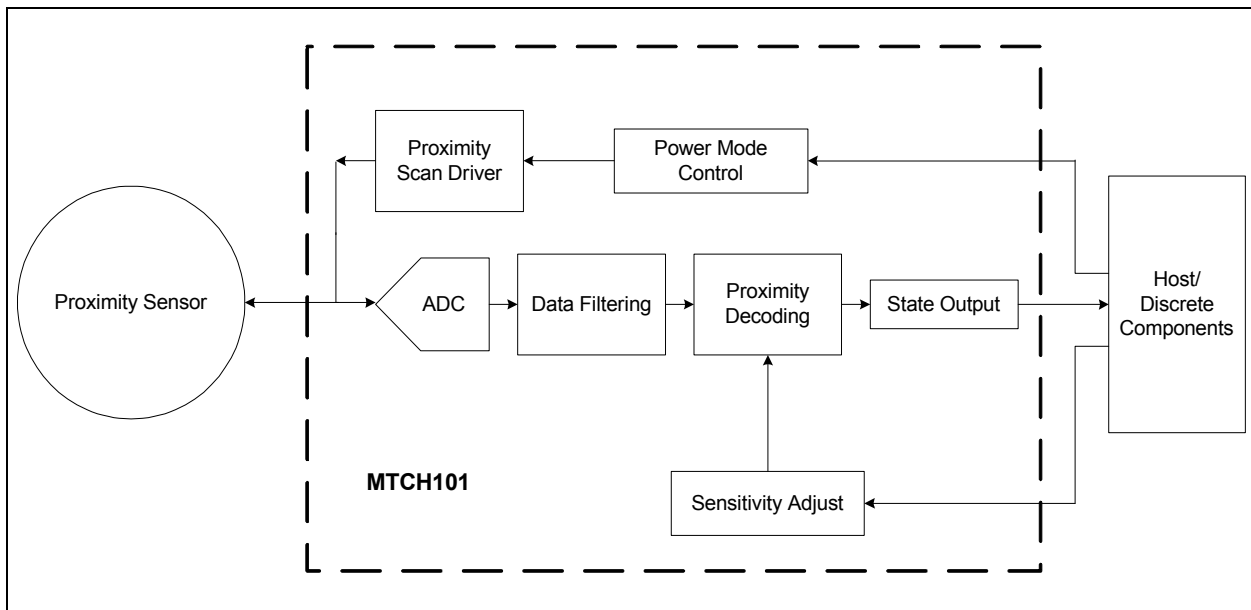 Proximity
Scan Driver
Power Mode
Control
Proximity Sensor
ADC
Data Filtering
Proximity
Decoding
State Output
Host/
Discrete
Components
MTCH101
Sensitivity Adjust